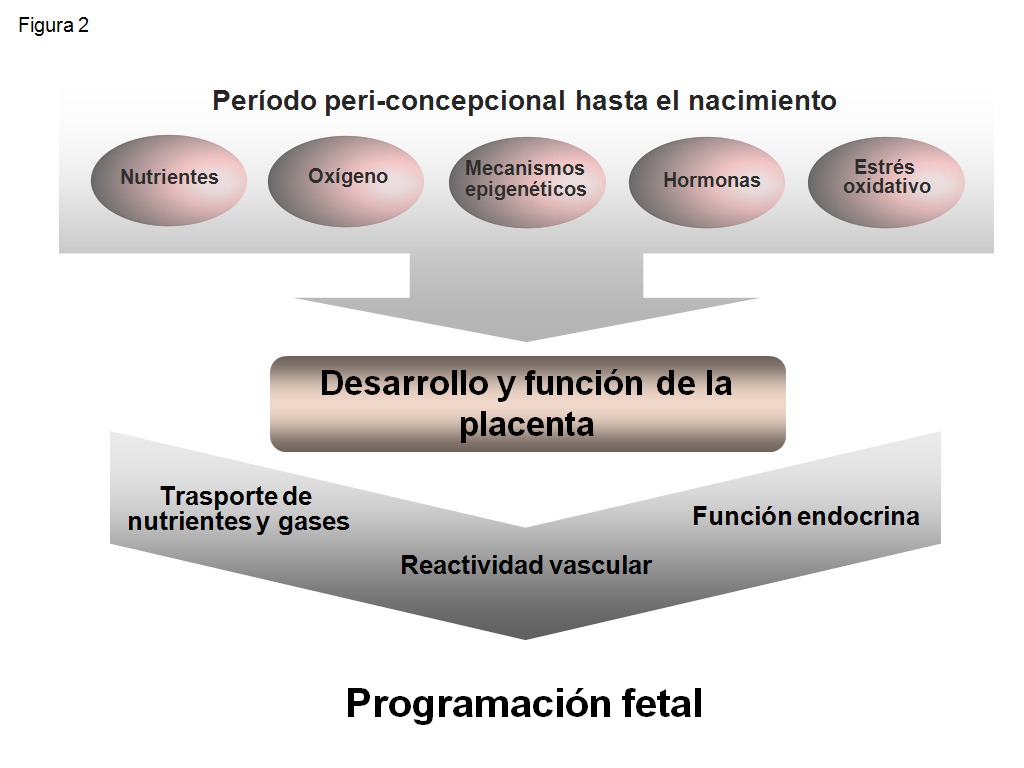 Figura 2
Período peri-concepcional hasta el nacimiento
Nutrientes
Oxígeno
Mecanismos
epigenéticos
Hormonas
Estrés
oxidativo
Desarrollo y función de la
placenta
Trasporte de
nutrientes y gases
Reactividad vascular
Función endocrina
Programación fetal